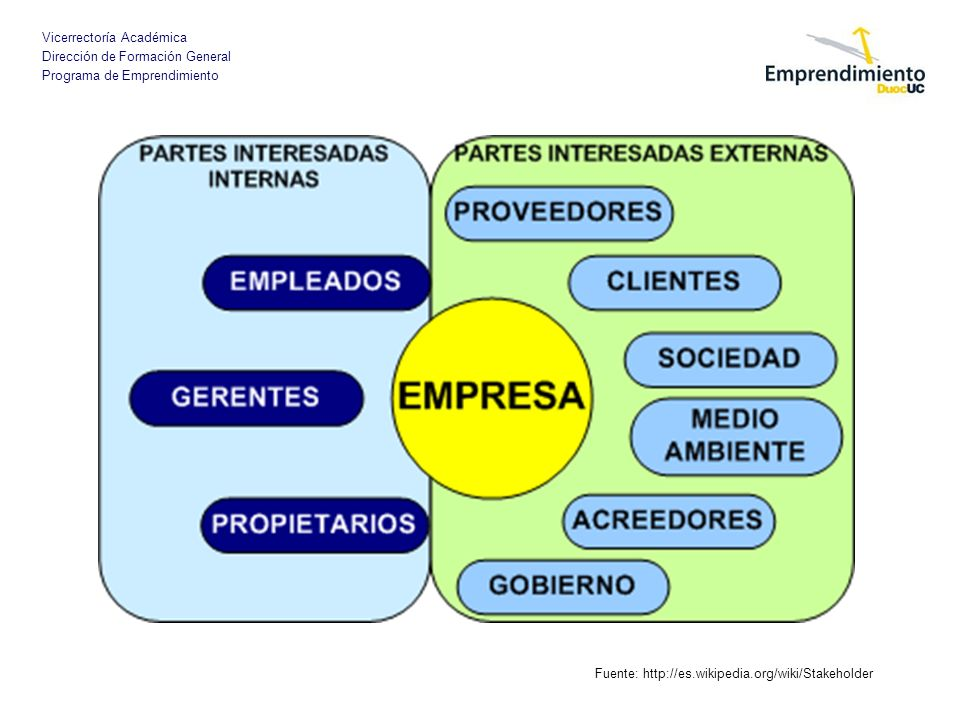 Vicerrectoría Académica
Dirección de Formación General
Programa de Emprendimiento
Emprendimiento
DuocUC
PARTES INTERESADAS
INTERNAS
EMPLEADOS
GERENTES
PROPIETARIOS
EMPRESA
PARTES INTERESADAS EXTERNAS
PROVEEDORES
CLIENTES
SOCIEDAD
MEDIO
AMBIENTE
ACREEDORES
GOBIERNO
Fuente: http://es.wikipedia.org/wiki/Stakeholder